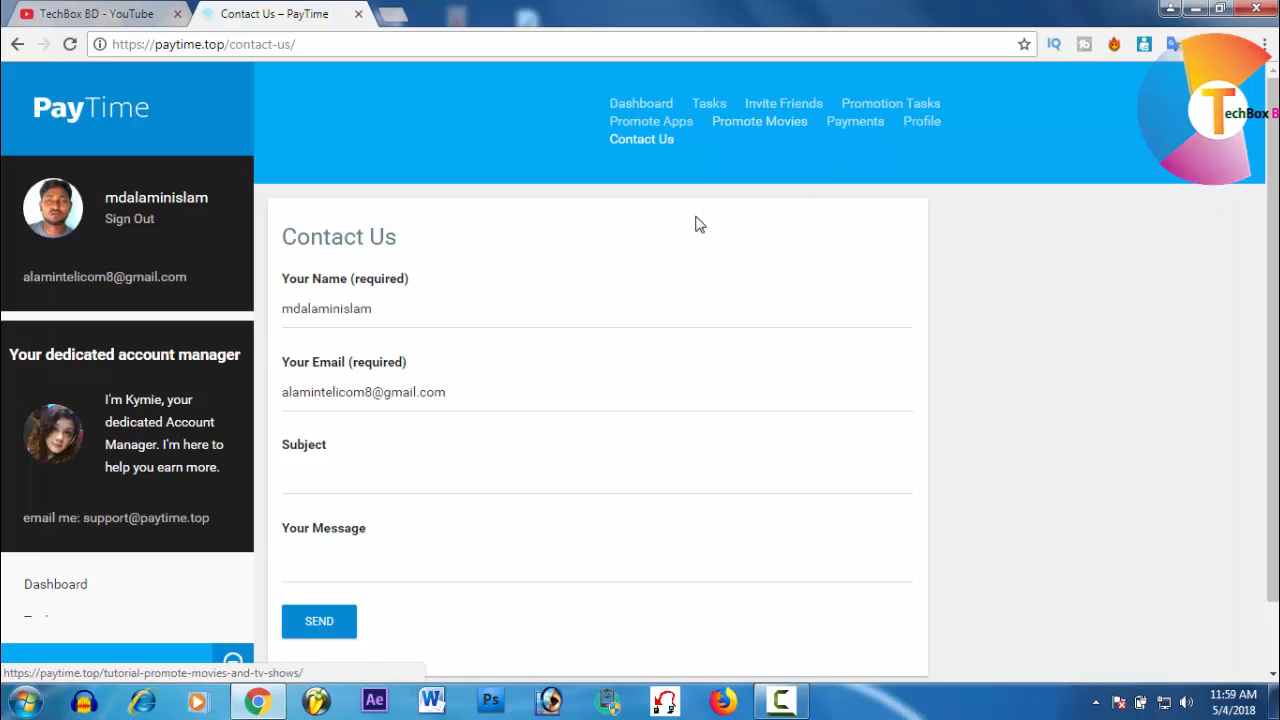 TechBox BD - YouTube
Contact Us – PayTime
https://paytime.top/contact-us/
PayTime
Dashboard Tasks Invite Friends Promotion Tasks
Promote Apps Promote Movies Payments Profile
Contact Us
TechBox B
mdalaminislam
Sign Out
alamintelicom8@gmail.com
Your dedicated account manager
I'm Kymie, your
dedicated Account
Manager. I'm here to
help you earn more.
email me: support@paytime.top
Dashboard
Contact Us
Your Name (required)
mdalaminislam
Your Email (required)
alamintelicom8@gmail.com
Subject
Your Message
SEND
https://paytime.top/tutorial-promote-movies-and-tv-shows/
Ae
W
Ps
C
11:59 AM
5/4/2018